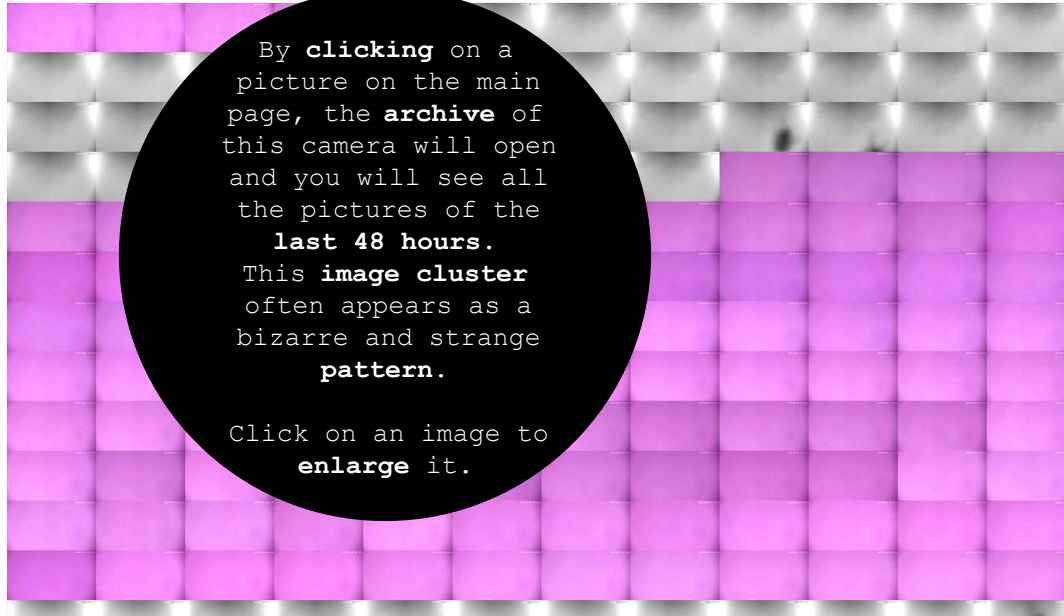 By clicking on a
picture on the main
page, the archive of
this camera will open
and you will see all
the pictures of the
last 48 hours.
This image cluster
often appears as a
bizarre and strange
pattern.
Click on an image to
enlarge it.